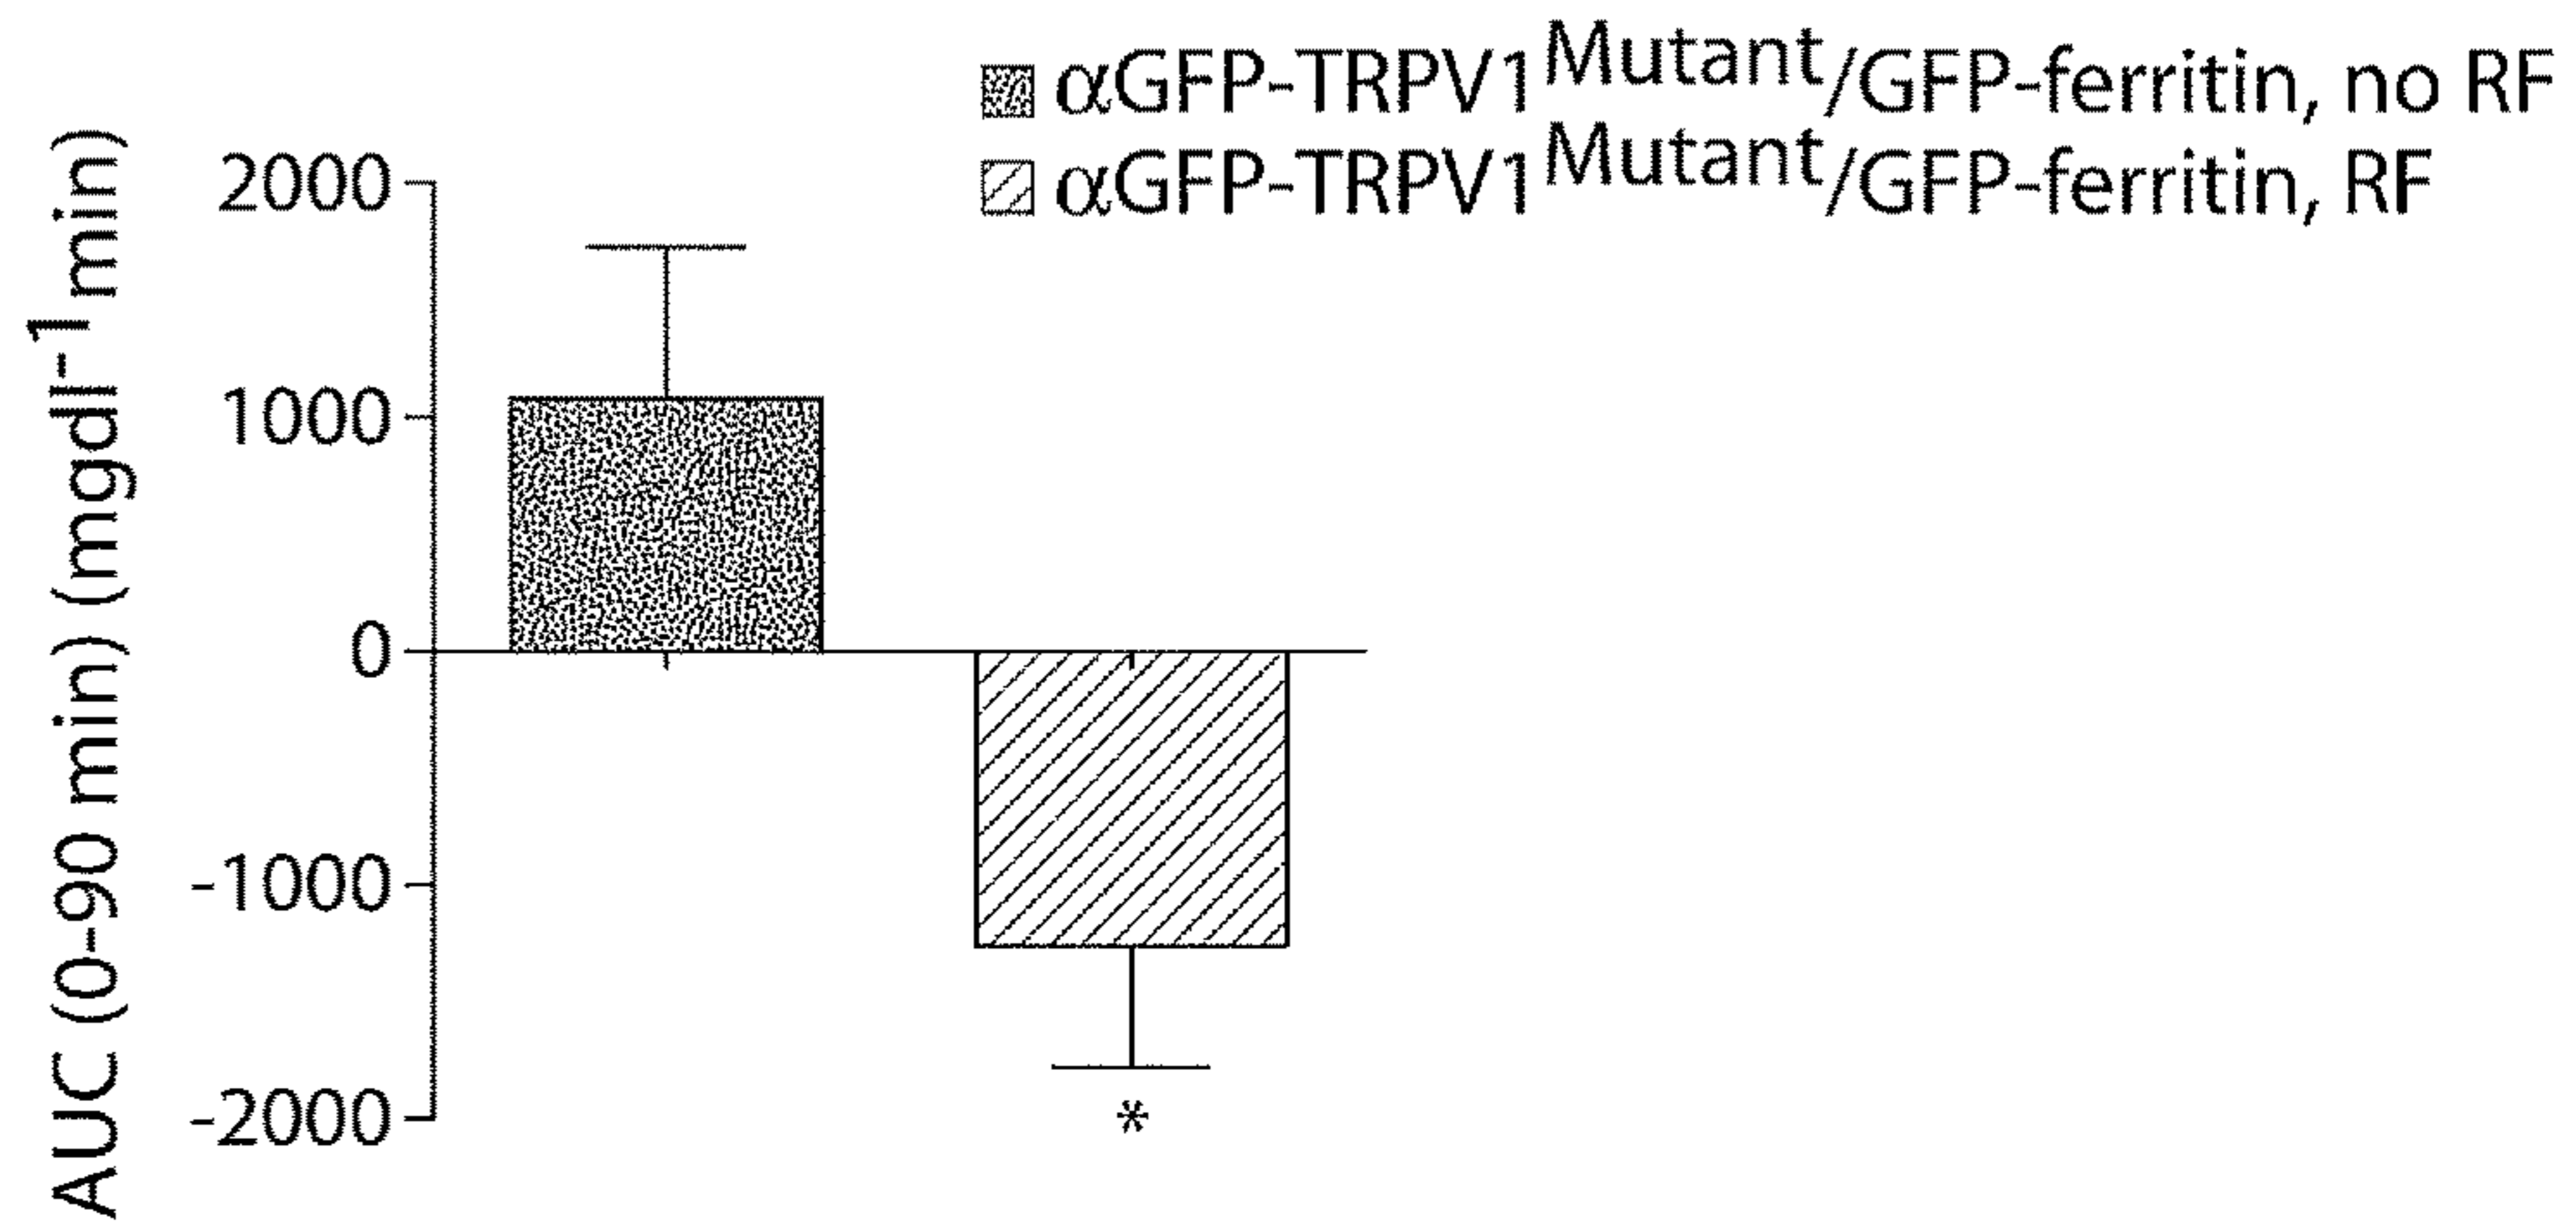 αGFP-TRPV1Mutant/GFP-ferritin, no RF
αGFP-TRPV1Mutant/GFP-ferritin, RF
AUC (0-90 min) (mgdl-1min)
2000
1000
0
-1000
-2000
*